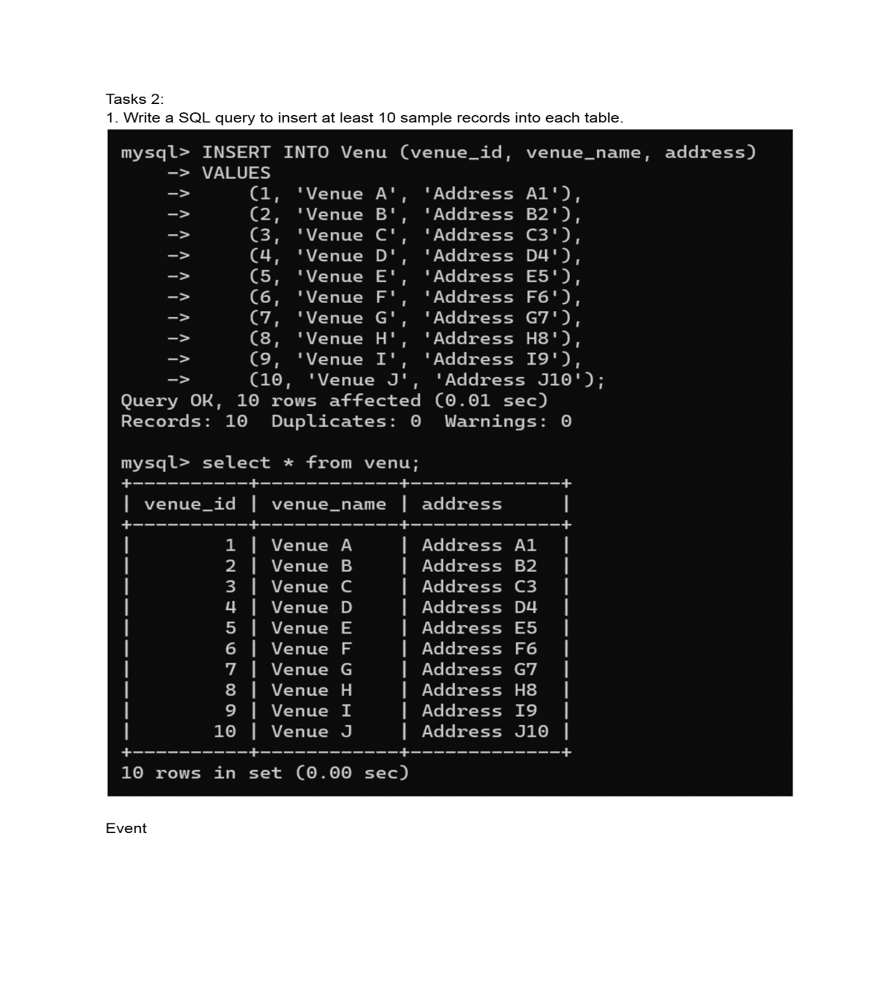 Tasks 2:
1. Write a SQL query to insert at least 10 sample records into each table.
mysql> INSERT INTO Venu (venue_id, venue_name, address)
    -> VALUES
    ->     (1, 'Venue A', 'Address A1'),
    ->     (2, 'Venue B', 'Address B2'),
    ->     (3, 'Venue C', 'Address C3'),
    ->     (4, 'Venue D', 'Address D4'),
    ->     (5, 'Venue E', 'Address E5'),
    ->     (6, 'Venue F', 'Address F6'),
    ->     (7, 'Venue G', 'Address G7'),
    ->     (8, 'Venue H', 'Address H8'),
    ->     (9, 'Venue I', 'Address I9'),
    ->     (10, 'Venue J', 'Address J10');
Query OK, 10 rows affected (0.01 sec)
Records: 10  Duplicates: 0  Warnings: 0
mysql> select * from venu;
+----------+------------+-------------+
| venue_id | venue_name | address     |
+----------+------------+-------------+
|        1 | Venue A    | Address A1  |
|        2 | Venue B    | Address B2  |
|        3 | Venue C    | Address C3  |
|        4 | Venue D    | Address D4  |
|        5 | Venue E    | Address E5  |
|        6 | Venue F    | Address F6  |
|        7 | Venue G    | Address G7  |
|        8 | Venue H    | Address H8  |
|        9 | Venue I    | Address I9  |
|       10 | Venue J    | Address J10 |
+----------+------------+-------------+
10 rows in set (0.00 sec)
Event